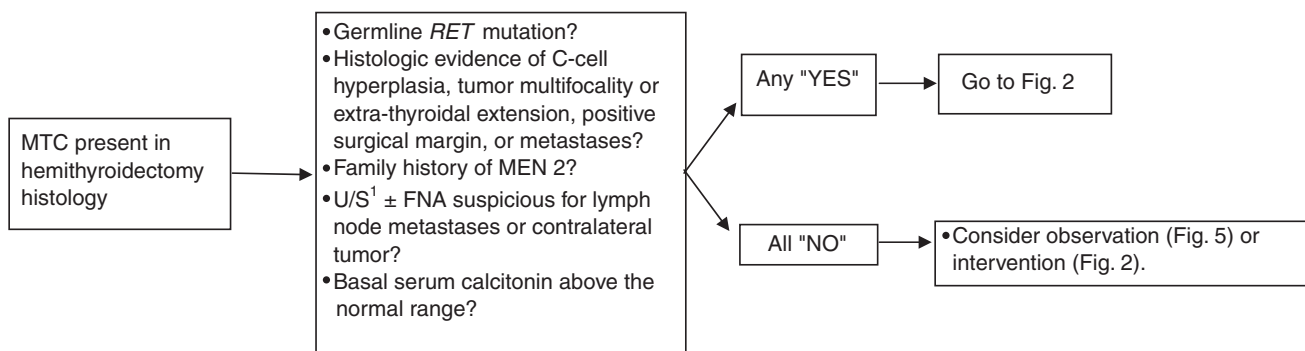 MTC present in
hemithyroidectomy
histology
•Germline RET mutation?
•Histologic evidence of C-cell
hyperplasia, tumor multifocality or
extra-thyroidal extension, positive
surgical margin, or metastases?
•Family history of MEN 2?
•U/S¹ ± FNA suspicious for lymph
node metastases or contralateral
tumor?
•Basal serum calcitonin above the
normal range?
Any "YES"
Go to Fig. 2
All "NO"
•Consider observation (Fig. 5) or
intervention (Fig. 2).